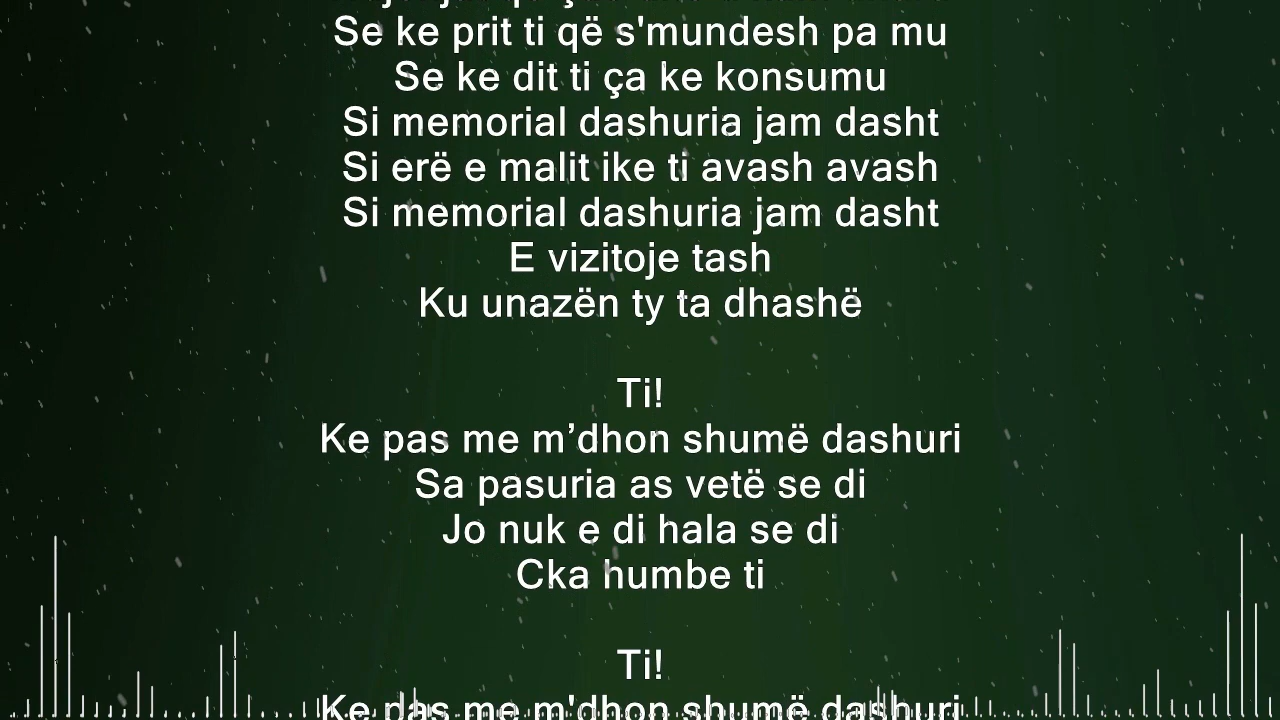 Se ke prit ti që s'mundesh pa mu
Se ke dit ti ça ke konsumu
Si memorial dashuria jam dasht
Si erë e malit ike ti avash avash
Si memorial dashuria jam dasht
E vizitoje tash
Ku unazën ty ta dhashë
Ti!
Ke pas me m’dhon shumë dashuri
Sa pasuria as vetë se di
Jo nuk e di hala se di
Cka humbe ti
Ti!
Ke pas me m'dhon shumë dashuri